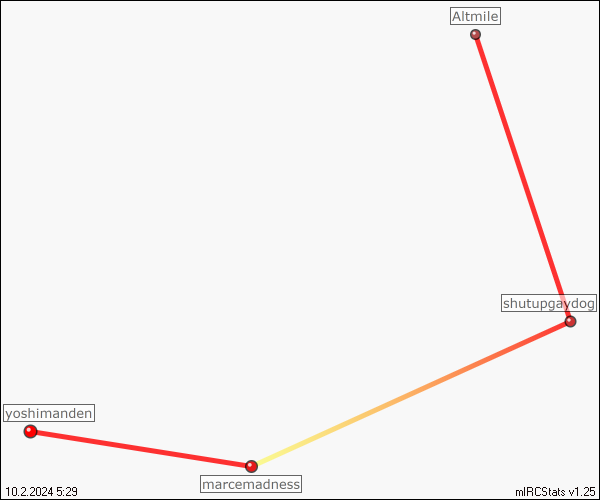 Altmile
shutupgaydog
yoshimanden
marcemadness
10.2.2024 5:29
mIRCStats v1.25